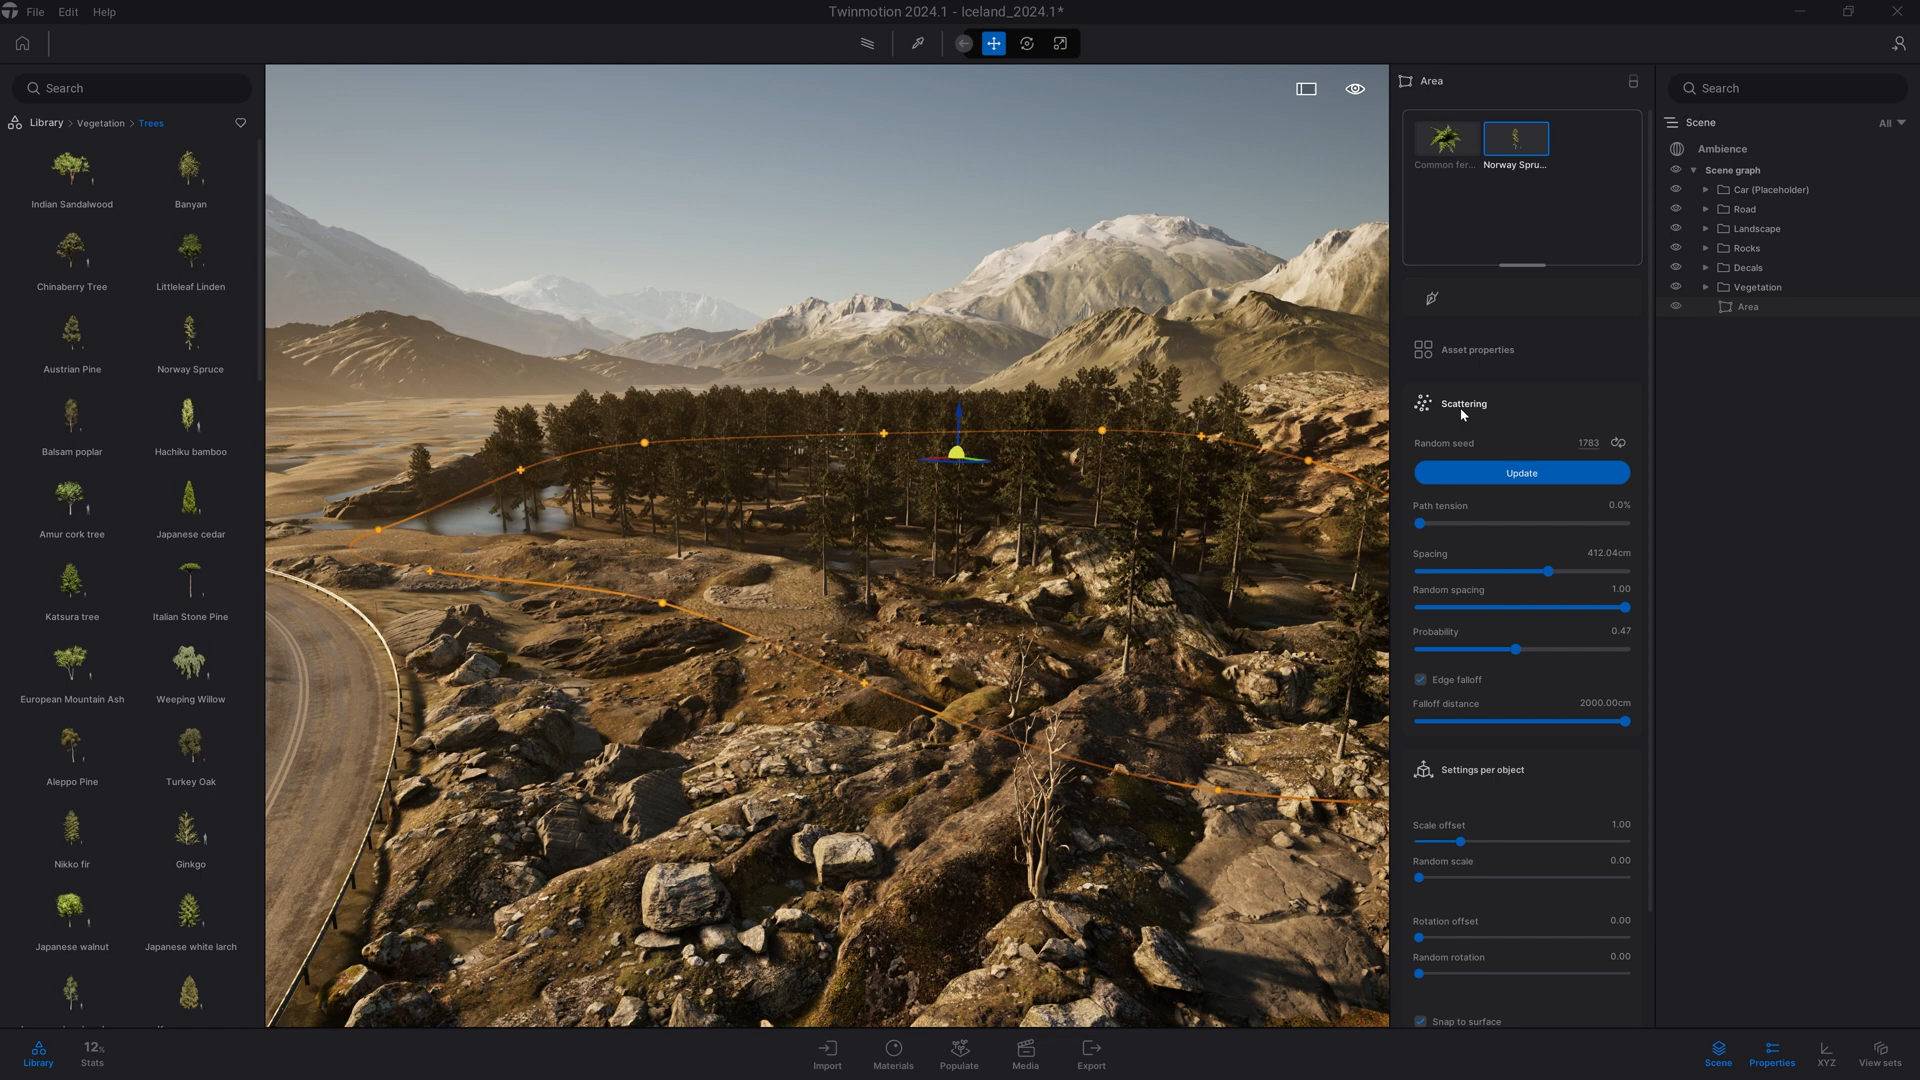 File Edit Help
Twinmotion 2024.1 - Iceland_2024.1*
Search
Library > Vegetation > Trees
Indian Sandalwood
Banyan
Chinaberry Tree
Littleleaf Linden
Austrian Pine
Norway Spruce
Balsam poplar
Hachiku bamboo
Amur cork tree
Japanese cedar
Katsura tree
Italian Stone Pine
European Mountain Ash
Weeping Willow
Aleppo Pine
Turkey Oak
Nikko fir
Ginkgo
Japanese walnut
Japanese white larch
Area
Common fer...
Norway Spru...
Asset properties
Scattering
Random seed 1783
Update
Path tension 0.0%
Spacing 412.04cm
Random spacing 1.00
Probability 0.47
Edge falloff
Falloff distance 2000.00cm
Settings per object
Scale offset 1.00
Random scale 0.00
Rotation offset 0.00
Random rotation 0.00
Snap to surface
Search
Scene All
Ambience
Scene graph
Car (Placeholder)
Road
Landscape
Rocks
Decals
Vegetation
Area
Library
12%
Stats
Import
Materials
Populate
Media
Export
Scene
Properties
XYZ
View sets